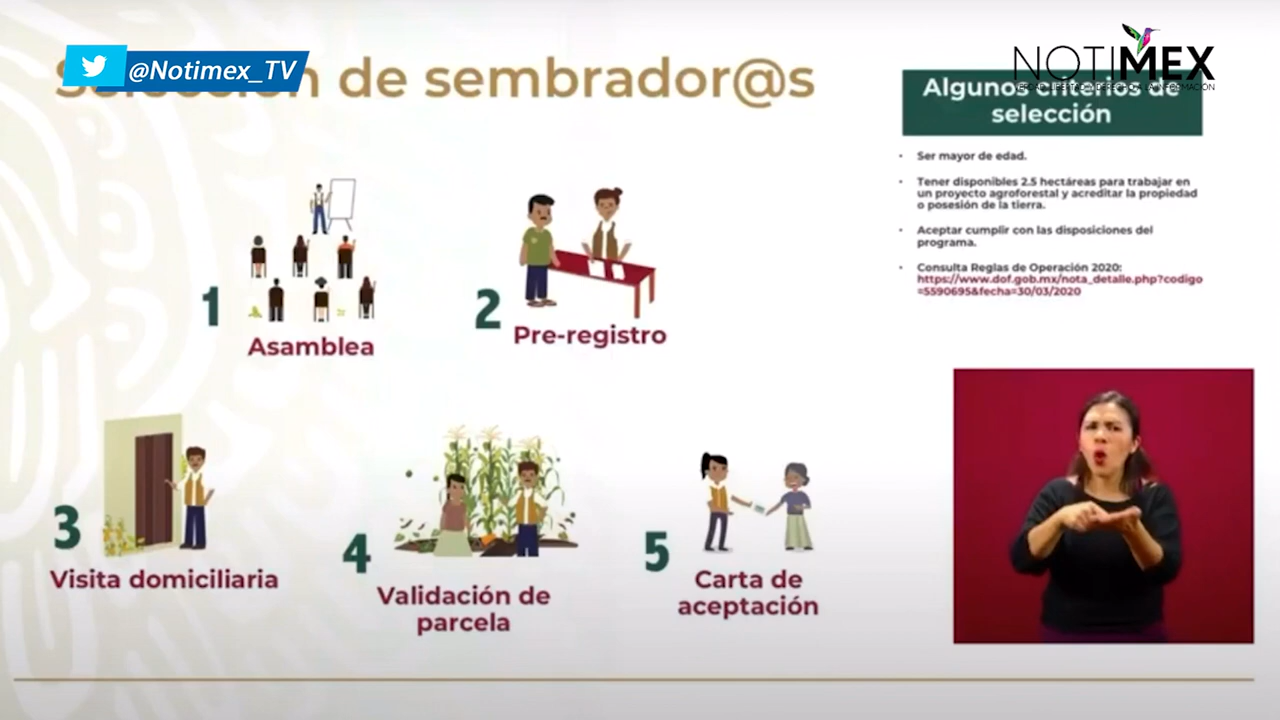 @Notimex_TV
Selección de sembrador@s
NOTIMEX
Algunos criterios de
selección
• Ser mayor de edad.
• Tener disponibles 2.5 hectáreas para trabajar en
un proyecto agroforestal y acreditar la propiedad
o posesión de la tierra.
• Aceptar cumplir con las disposiciones del
programa.
• Consulta Reglas de Operación 2020:
https://www.dof.gob.mx/nota_detalle.php?codigo
=5590695&fecha=30/03/2020
1
Asamblea
2
Pre-registro
3
Visita domiciliaria
4
Validación de
parcela
5
Carta de
aceptación